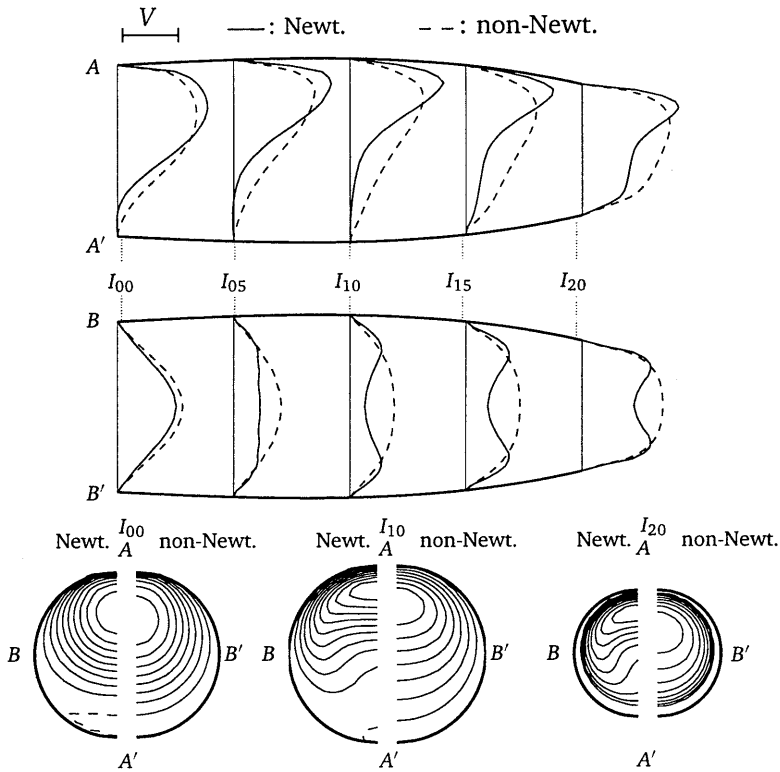 V —: Newt. --: non-Newt.
A
A′
I₀₀ I₀₅ I₁₀ I₁₅ I₂₀
B
B′
I₀₀ I₁₀ I₂₀
Newt. A non-Newt. Newt. A non-Newt. Newt. A non-Newt.
B B′ B B′ B B′
A′ A′ A′